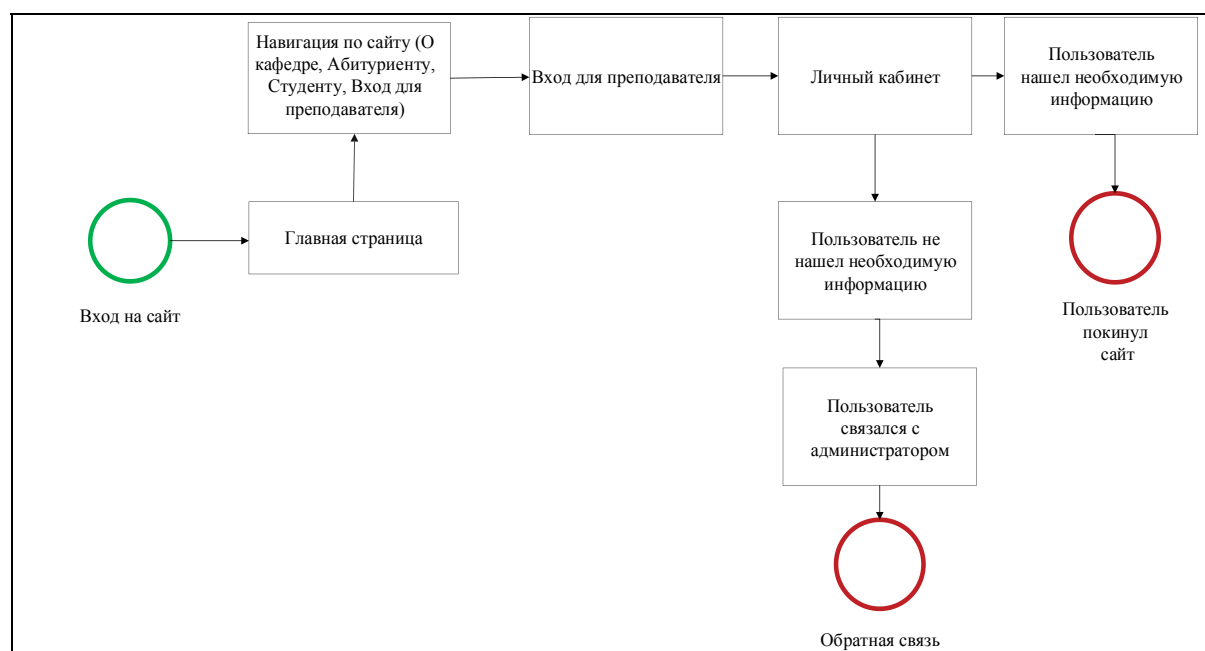 Навигация по сайту (О
кафедре, Абитуриенту,
Студенту, Вход для
преподавателя)
Вход для преподавателя
Личный кабинет
Пользователь
нашел необходимую
информацию
Главная страница
Вход на сайт
Пользователь не
нашел необходимую
информацию
Пользователь
покинул
сайт
Пользователь
связался с
администратором
Обратная связь